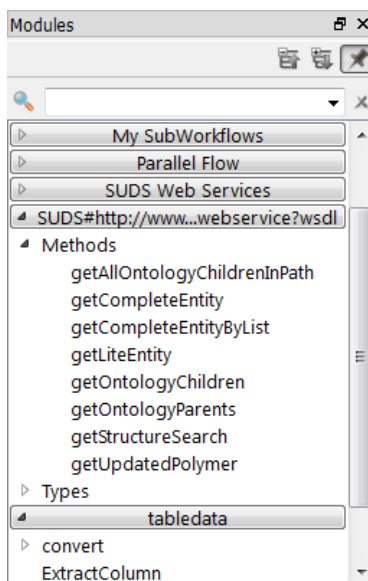 Modules
My SubWorkflows
Parallel Flow
SUDS Web Services
SUDS#http://www...webservice?wsdl
Methods
getAllOntologyChildrenInPath
getCompleteEntity
getCompleteEntityByList
getLiteEntity
getOntologyChildren
getOntologyParents
getStructureSearch
getUpdatedPolymer
Types
tabledata
convert
ExtractColumn